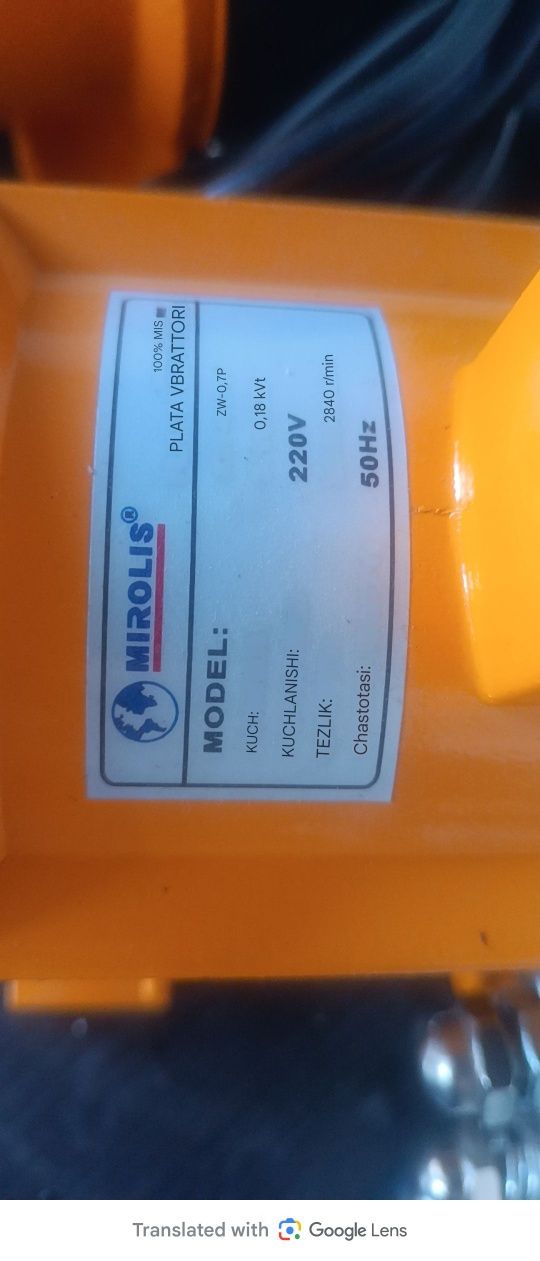 MIROLIS®
100% MIS
PLATA VBRATTORI
MODEL: ZW-0,7P
KUCH: 0,18 kVt
KUCHLANISHI: 220V
TEZLIK: 2840 r/min
Chastotasi: 50Hz
Translated with Google Lens